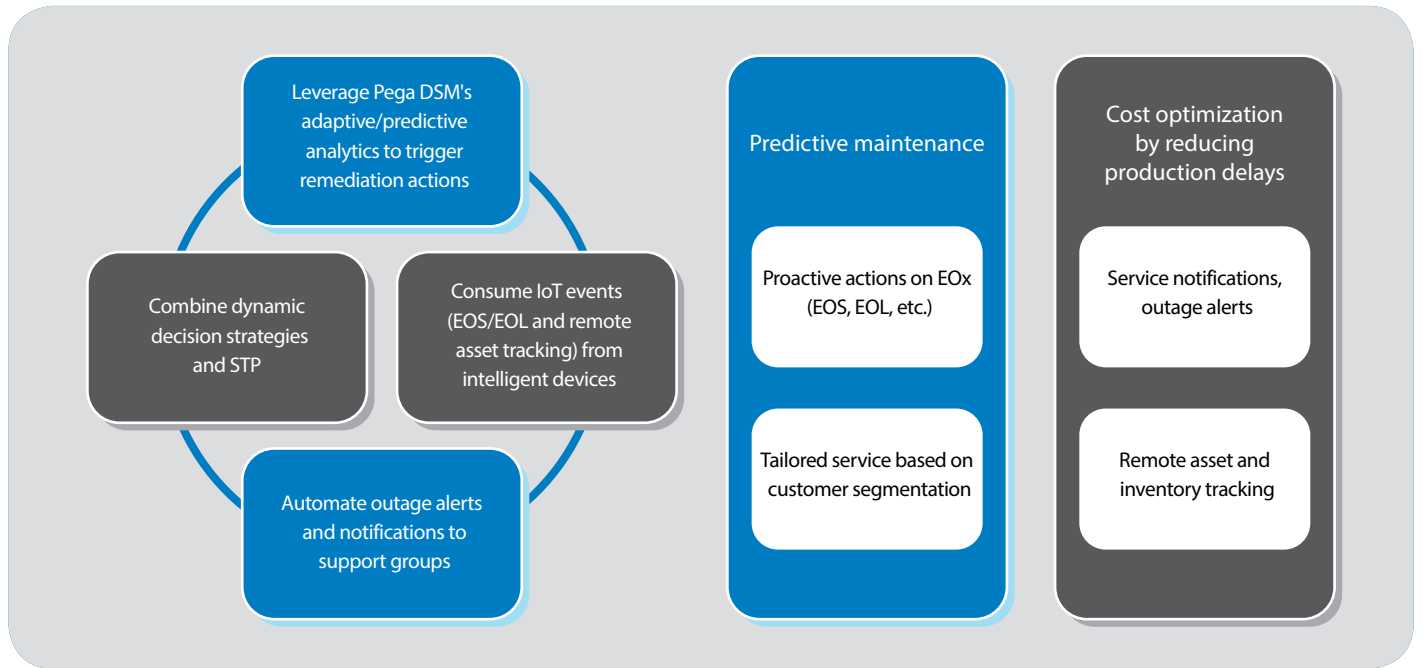 Leverage Pega DSM's
adaptive/predictive
analytics to trigger
remediation actions
Combine dynamic
decision strategies
and STP
Consume IoT events
(EOS/EOL and remote
asset tracking) from
intelligent devices
Automate outage alerts
and notifications to
support groups
Predictive maintenance
Proactive actions on EOx
(EOS, EOL, etc.)
Tailored service based on
customer segmentation
Cost optimization
by reducing
production delays
Service notifications,
outage alerts
Remote asset and
inventory tracking